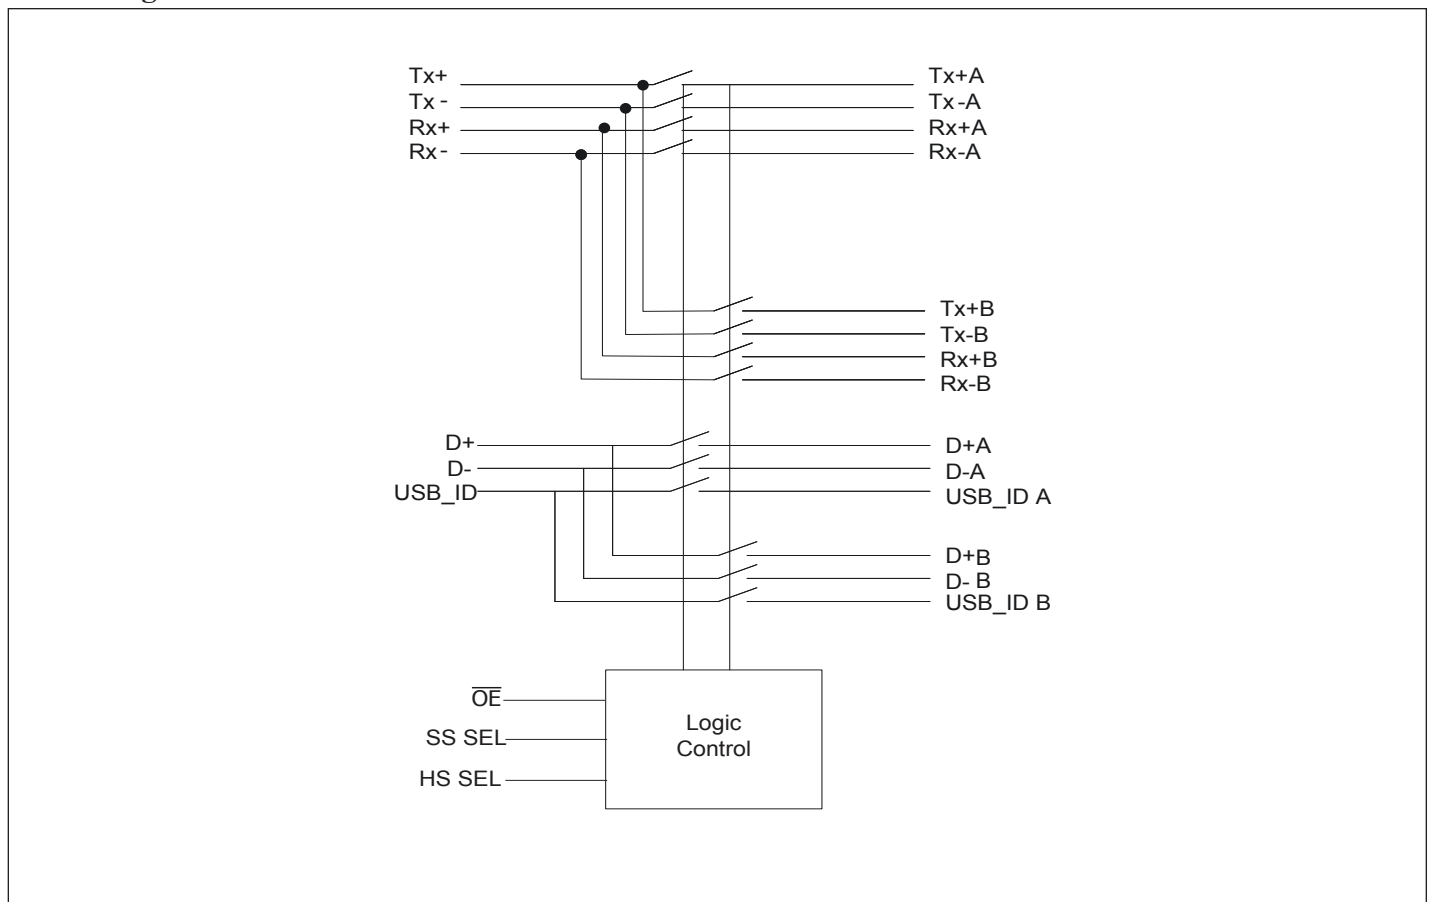 Tx+
Tx -
Rx+
Rx -
Tx+A
Tx -A
Rx+A
Rx-A
Tx+B
Tx-B
Rx+B
Rx-B
D+
D-
USB_ID
D+A
D-A
USB_ID A
D+B
D- B
USB_ID B
OE
SS SEL
HS SEL
Logic
Control